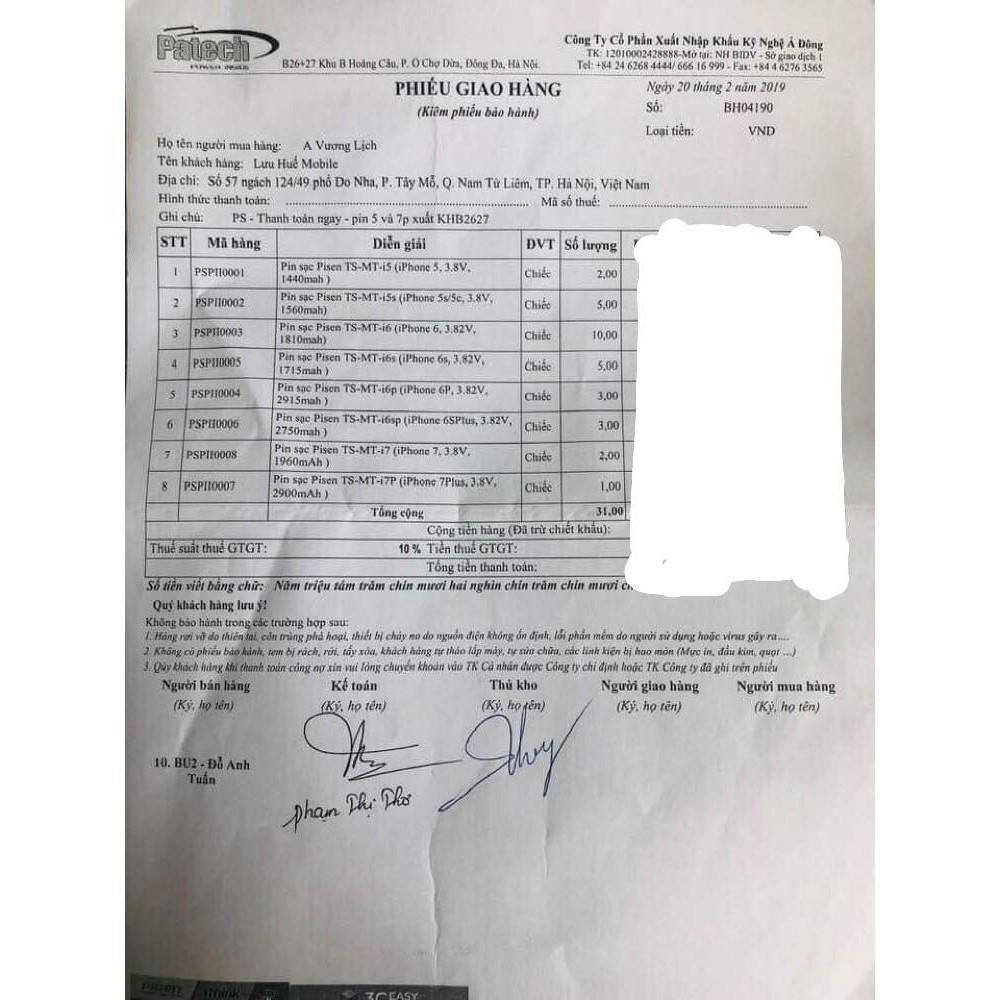 Patech
POWER INSIDE
Công Ty Cổ Phần Xuất Nhập Khẩu Kỹ Nghệ Á Đông
TK: 12010002428888-Mở tại: NH BIDV - Sở giao dịch 1
B26+27 Khu B Hoàng Cầu, P. Ô Chợ Dừa, Đống Đa, Hà Nội.
Tel: +84 24 6268 4444/ 666 16 999 - Fax: +84 4 6276 3565
PHIẾU GIAO HÀNG
(Kiêm phiếu bảo hành)
Ngày 20 tháng 2 năm 2019
Số: BH04190
Loại tiền: VND
Họ tên người mua hàng: A Vương Lịch
Tên khách hàng: Lưu Huế Mobile
Địa chỉ: Số 57 ngách 124/49 phố Do Nha, P. Tây Mỗ, Q. Nam Từ Liêm, TP. Hà Nội, Việt Nam
Hình thức thanh toán: Mã số thuế:
Ghi chú: PS - Thanh toán ngay - pin 5 và 7p xuất KHB2627
STT Mã hàng Diễn giải ĐVT Số lượng
1 PSPII0001 Pin sạc Pisen TS-MT-i5 (iPhone 5, 3.8V, Chiếc 2,00
1440mah )
2 PSPII0002 Pin sạc Pisen TS-MT-i5s (iPhone 5s/5c, 3.8V, Chiếc 5,00
1560mah)
3 PSPII0003 Pin sạc Pisen TS-MT-i6 (iPhone 6, 3.82V, Chiếc 10,00
1810mah)
4 PSPII0005 Pin sạc Pisen TS-MT-i6s (iPhone 6s, 3.82V, Chiếc 5,00
1715mah )
5 PSPII0004 Pin sạc Pisen TS-MT-i6p (iPhone 6P, 3.82V, Chiếc 3,00
2915mah )
6 PSPII0006 Pin sạc Pisen TS-MT-i6sp (iPhone 6SPlus, 3.82V, Chiếc 3,00
2750mah )
7 PSPII0008 Pin sạc Pisen TS-MT-i7 (iPhone 7, 3.8V, Chiếc 2,00
1960mAh )
8 PSPII0007 Pin sạc Pisen TS-MT-i7P (iPhone 7Plus, 3.8V, Chiếc 1,00
2900mAh )
Tổng cộng 31,00
Cộng tiền hàng (Đã trừ chiết khấu):
Thuế suất thuế GTGT: 10 % Tiền thuế GTGT:
Tổng tiền thanh toán:
Số tiền viết bằng chữ: Năm triệu tám trăm chín mươi hai nghìn chín trăm chín mươi
Quý khách hàng lưu ý!
Không bảo hành trong các trường hợp sau:
1. Hàng rơi vỡ do thiên tai, côn trùng phá hoại, thiết bị cháy nổ do nguồn điện không ổn định, lỗi phần mềm do người sử dụng hoặc virus gây ra....
2. Không có phiếu bảo hành, tem bị rách, rời, tẩy xóa, khách hàng tự tháo lắp máy, tự sửa chữa, các linh kiện bị hao mòn (Mực in, đầu kim, quạt ...)
3. Qúy khách hàng khi thanh toán công nợ xin vui lòng chuyển khoản vào TK Cá nhân được Công ty chỉ định hoặc TK Công ty đã ghi trên phiếu
Người bán hàng Kế toán Thủ kho Người giao hàng Người mua hàng
(Ký, họ tên) (Ký, họ tên) (Ký, họ tên) (Ký, họ tên) (Ký, họ tên)
10. BU2 - Đỗ Anh
Tuấn
Phạm Thị Thơ
3CEASY